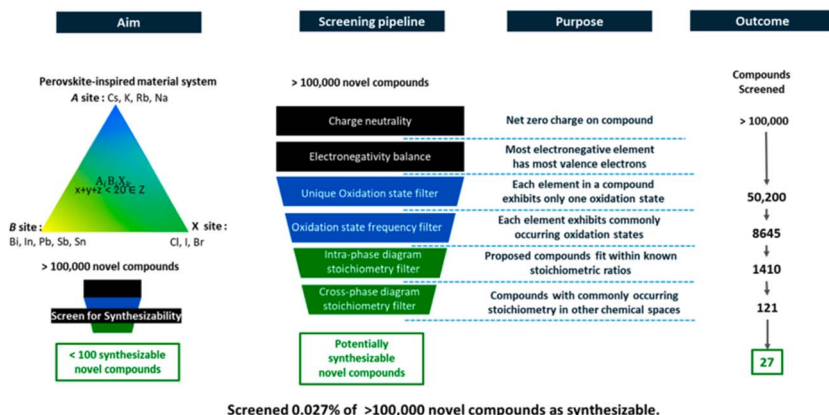 Aim
Screening pipeline
Purpose
Outcome
Perovskite-inspired material system
A site : Cs, K, Rb, Na
x+y+z < 20 ∈ Z
B site :
Bi, In, Pb, Sb, Sn
X site :
Cl, I, Br
> 100,000 novel compounds
Screen for Synthesizability
< 100 synthesizable
novel compounds
> 100,000 novel compounds
Charge neutrality
Electronegativity balance
Unique Oxidation state filter
Oxidation state frequency filter
Intra-phase diagram
stoichiometry filter
Cross-phase diagram
stoichiometry filter
Potentially
synthesizable
novel compounds
Net zero charge on compound
Most electronegative element
has most valence electrons
Each element in a compound
exhibits only one oxidation state
Each element exhibits commonly
occurring oxidation states
Proposed compounds fit within known
stoichiometric ratios
Compounds with commonly occurring
stoichiometry in other chemical spaces
Compounds
Screened
> 100,000
50,200
8645
1410
121
27
Screened 0.027% of >100,000 novel compounds as synthesizable.